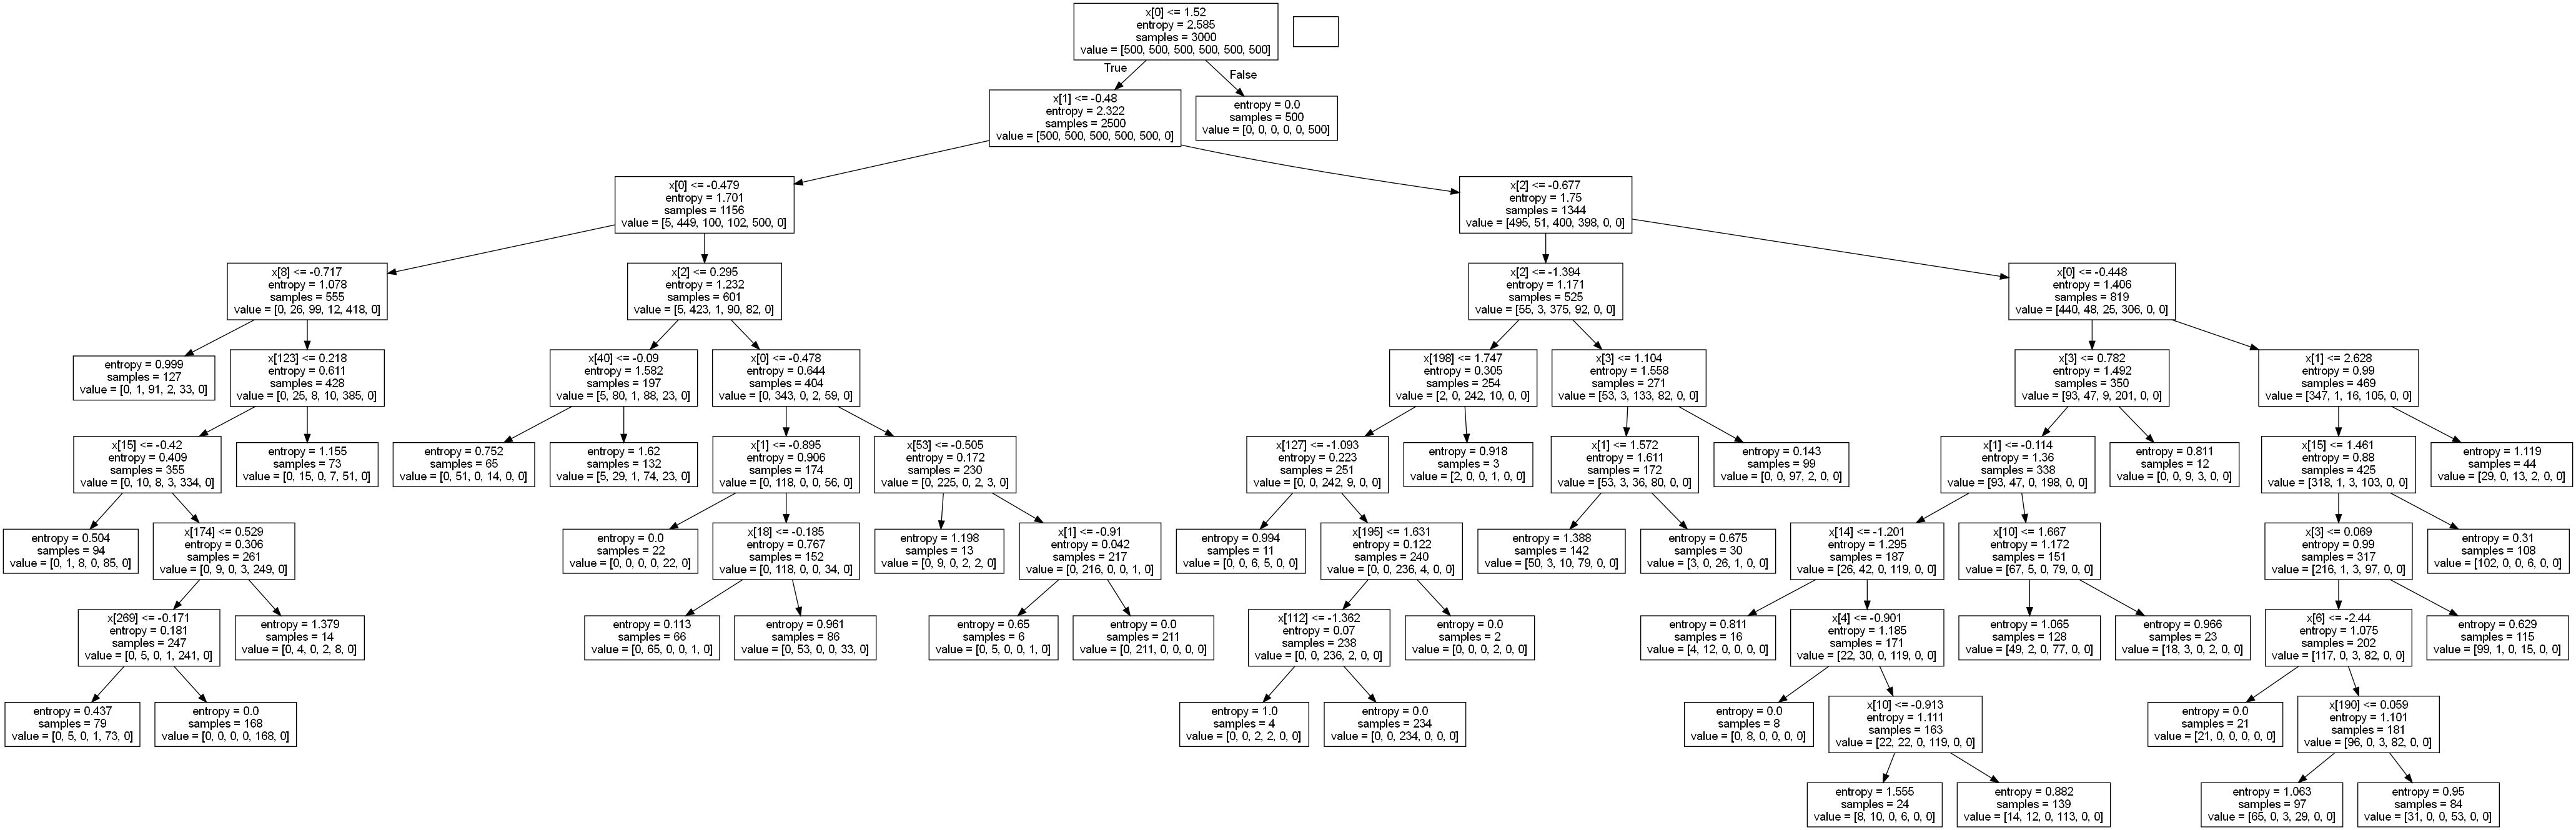 x[0] <= 1.52
entropy = 2.585
samples = 3000
value = [500, 500, 500, 500, 500, 500]
True
False
x[1] <= -0.48
entropy = 2.322
samples = 2500
value = [500, 500, 500, 500, 500, 0]
entropy = 0.0
samples = 500
value = [0, 0, 0, 0, 0, 500]
x[0] <= -0.479
entropy = 1.701
samples = 1156
value = [5, 449, 100, 102, 500, 0]
x[2] <= -0.677
entropy = 1.75
samples = 1344
value = [495, 51, 400, 398, 0, 0]
x[8] <= -0.717
entropy = 1.078
samples = 555
value = [0, 26, 99, 12, 418, 0]
x[2] <= 0.295
entropy = 1.232
samples = 601
value = [5, 423, 1, 90, 82, 0]
x[2] <= -1.394
entropy = 1.171
samples = 525
value = [55, 3, 375, 92, 0, 0]
x[0] <= -0.448
entropy = 1.406
samples = 819
value = [440, 48, 25, 306, 0, 0]
entropy = 0.999
samples = 127
value = [0, 1, 91, 2, 33, 0]
x[123] <= 0.218
entropy = 0.611
samples = 428
value = [0, 25, 8, 10, 385, 0]
x[40] <= -0.09
entropy = 1.582
samples = 197
value = [5, 80, 1, 88, 23, 0]
x[0] <= -0.478
entropy = 0.644
samples = 404
value = [0, 343, 0, 2, 59, 0]
x[198] <= 1.747
entropy = 0.305
samples = 254
value = [2, 0, 242, 10, 0, 0]
x[3] <= 1.104
entropy = 1.558
samples = 271
value = [53, 3, 133, 82, 0, 0]
x[3] <= 0.782
entropy = 1.492
samples = 350
value = [93, 47, 9, 201, 0, 0]
x[1] <= 2.628
entropy = 0.99
samples = 469
value = [347, 1, 16, 105, 0, 0]
x[15] <= -0.42
entropy = 0.409
samples = 355
value = [0, 10, 8, 3, 334, 0]
entropy = 1.155
samples = 73
value = [0, 15, 0, 7, 51, 0]
entropy = 0.752
samples = 65
value = [0, 51, 0, 14, 0, 0]
entropy = 1.62
samples = 132
value = [5, 29, 1, 74, 23, 0]
x[1] <= -0.895
entropy = 0.906
samples = 174
value = [0, 118, 0, 0, 56, 0]
x[53] <= -0.505
entropy = 0.172
samples = 230
value = [0, 225, 0, 2, 3, 0]
x[127] <= -1.093
entropy = 0.223
samples = 251
value = [0, 0, 242, 9, 0, 0]
entropy = 0.918
samples = 3
value = [2, 0, 0, 1, 0, 0]
x[1] <= 1.572
entropy = 1.611
samples = 172
value = [53, 3, 36, 80, 0, 0]
entropy = 0.143
samples = 99
value = [0, 0, 97, 2, 0, 0]
x[1] <= -0.114
entropy = 1.36
samples = 338
value = [93, 47, 0, 198, 0, 0]
entropy = 0.811
samples = 12
value = [0, 0, 9, 3, 0, 0]
x[15] <= 1.461
entropy = 0.88
samples = 425
value = [318, 1, 3, 103, 0, 0]
entropy = 1.119
samples = 44
value = [29, 0, 13, 2, 0, 0]
entropy = 0.504
samples = 94
value = [0, 1, 8, 0, 85, 0]
x[174] <= 0.529
entropy = 0.306
samples = 261
value = [0, 9, 0, 3, 249, 0]
entropy = 0.0
samples = 22
value = [0, 0, 0, 0, 22, 0]
x[18] <= -0.185
entropy = 0.767
samples = 152
value = [0, 118, 0, 0, 34, 0]
entropy = 1.198
samples = 13
value = [0, 9, 0, 2, 2, 0]
x[1] <= -0.91
entropy = 0.042
samples = 217
value = [0, 216, 0, 0, 1, 0]
entropy = 0.994
samples = 11
value = [0, 0, 6, 5, 0, 0]
x[195] <= 1.631
entropy = 0.122
samples = 240
value = [0, 0, 236, 4, 0, 0]
entropy = 1.388
samples = 142
value = [50, 3, 10, 79, 0, 0]
entropy = 0.675
samples = 30
value = [3, 0, 26, 1, 0, 0]
x[14] <= -1.201
entropy = 1.295
samples = 187
value = [26, 42, 0, 119, 0, 0]
x[10] <= 1.667
entropy = 1.172
samples = 151
value = [67, 5, 0, 79, 0, 0]
x[3] <= 0.069
entropy = 0.99
samples = 317
value = [216, 1, 3, 97, 0, 0]
entropy = 0.31
samples = 108
value = [102, 0, 0, 6, 0, 0]
x[269] <= -0.171
entropy = 0.181
samples = 247
value = [0, 5, 0, 1, 241, 0]
entropy = 1.379
samples = 14
value = [0, 4, 0, 2, 8, 0]
entropy = 0.113
samples = 66
value = [0, 65, 0, 0, 1, 0]
entropy = 0.961
samples = 86
value = [0, 53, 0, 0, 33, 0]
entropy = 0.65
samples = 6
value = [0, 5, 0, 0, 1, 0]
entropy = 0.0
samples = 211
value = [0, 211, 0, 0, 0, 0]
x[112] <= -1.362
entropy = 0.07
samples = 238
value = [0, 0, 236, 2, 0, 0]
entropy = 0.0
samples = 2
value = [0, 0, 0, 2, 0, 0]
entropy = 0.811
samples = 16
value = [4, 12, 0, 0, 0, 0]
x[4] <= -0.901
entropy = 1.185
samples = 171
value = [22, 30, 0, 119, 0, 0]
entropy = 1.065
samples = 128
value = [49, 2, 0, 77, 0, 0]
entropy = 0.966
samples = 23
value = [18, 3, 0, 2, 0, 0]
x[6] <= -2.44
entropy = 1.075
samples = 202
value = [117, 0, 3, 82, 0, 0]
entropy = 0.629
samples = 115
value = [99, 1, 0, 15, 0, 0]
entropy = 0.437
samples = 79
value = [0, 5, 0, 1, 73, 0]
entropy = 0.0
samples = 168
value = [0, 0, 0, 0, 168, 0]
entropy = 1.0
samples = 4
value = [0, 0, 2, 2, 0, 0]
entropy = 0.0
samples = 234
value = [0, 0, 234, 0, 0, 0]
entropy = 0.0
samples = 8
value = [0, 8, 0, 0, 0, 0]
x[10] <= -0.913
entropy = 1.111
samples = 163
value = [22, 22, 0, 119, 0, 0]
entropy = 0.0
samples = 21
value = [21, 0, 0, 0, 0, 0]
x[190] <= 0.059
entropy = 1.101
samples = 181
value = [96, 0, 3, 82, 0, 0]
entropy = 1.555
samples = 24
value = [8, 10, 0, 6, 0, 0]
entropy = 0.882
samples = 139
value = [14, 12, 0, 113, 0, 0]
entropy = 1.063
samples = 97
value = [65, 0, 3, 29, 0, 0]
entropy = 0.95
samples = 84
value = [31, 0, 0, 53, 0, 0]